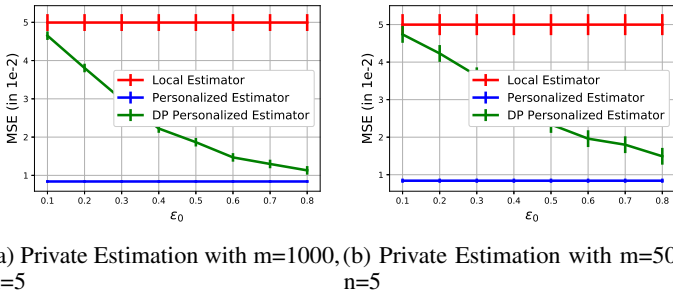 5
4
3
2
1
MSE (in 1e-2)
Local Estimator
Personalized Estimator
DP Personalized Estimator
0.1 0.2 0.3 0.4 0.5 0.6 0.7 0.8
ε0
5
4
3
2
1
MSE (in 1e-2)
Local Estimator
Personalized Estimator
DP Personalized Estimator
0.1 0.2 0.3 0.4 0.5 0.6 0.7 0.8
ε0
) Private Estimation with m=1000,
=5
(b) Private Estimation with m=50
n=5